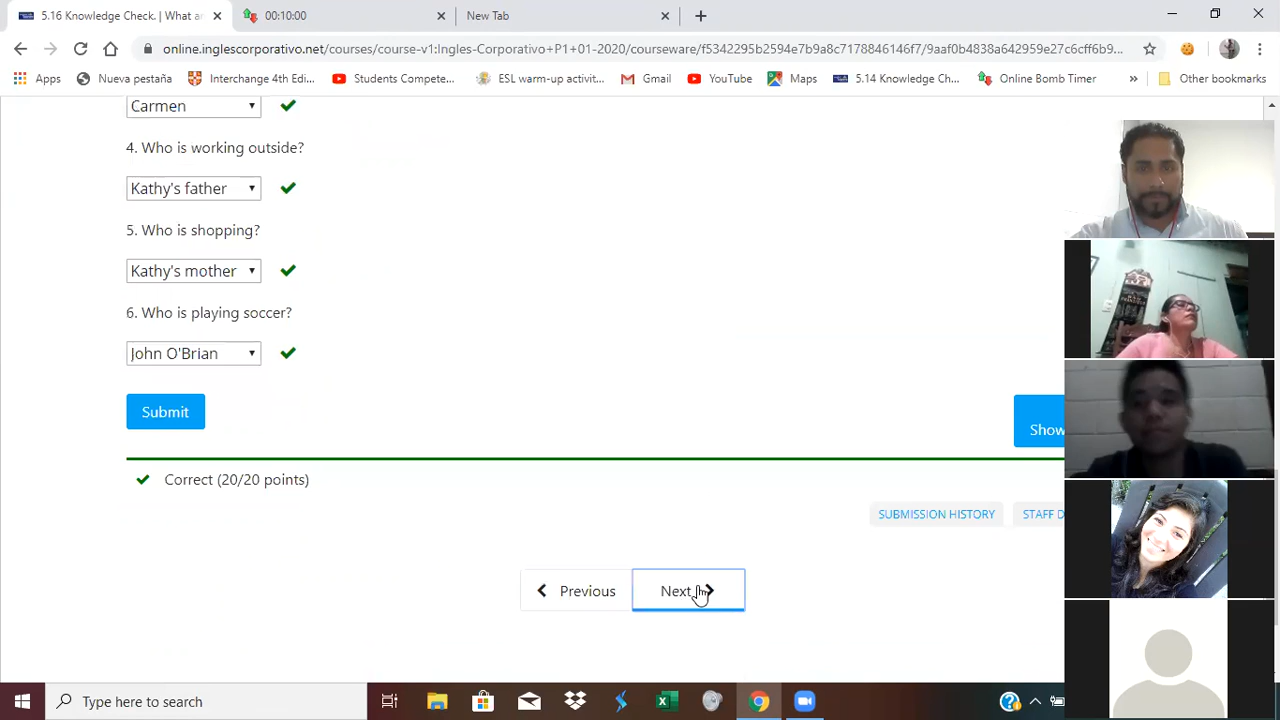 5.16 Knowledge Check. | What ar
00:10:00
New Tab
online.inglescorporativo.net/courses/course-v1:Ingles-Corporativo+P1+01-2020/courseware/f5342295b2594e7b9a8c7178846146f7/9aaf0b4838a642959e27c6cff6b9...
Apps
Nueva pestaña
Interchange 4th Edi...
Students Compete...
ESL warm-up activit...
Gmail
YouTube
Maps
5.14 Knowledge Ch...
Online Bomb Timer
»
Other bookmarks
Carmen
4. Who is working outside?
Kathy's father
5. Who is shopping?
Kathy's mother
6. Who is playing soccer?
John O'Brian
Submit
Show
Correct (20/20 points)
SUBMISSION HISTORY
STAFF D
Previous
Next
Type here to search